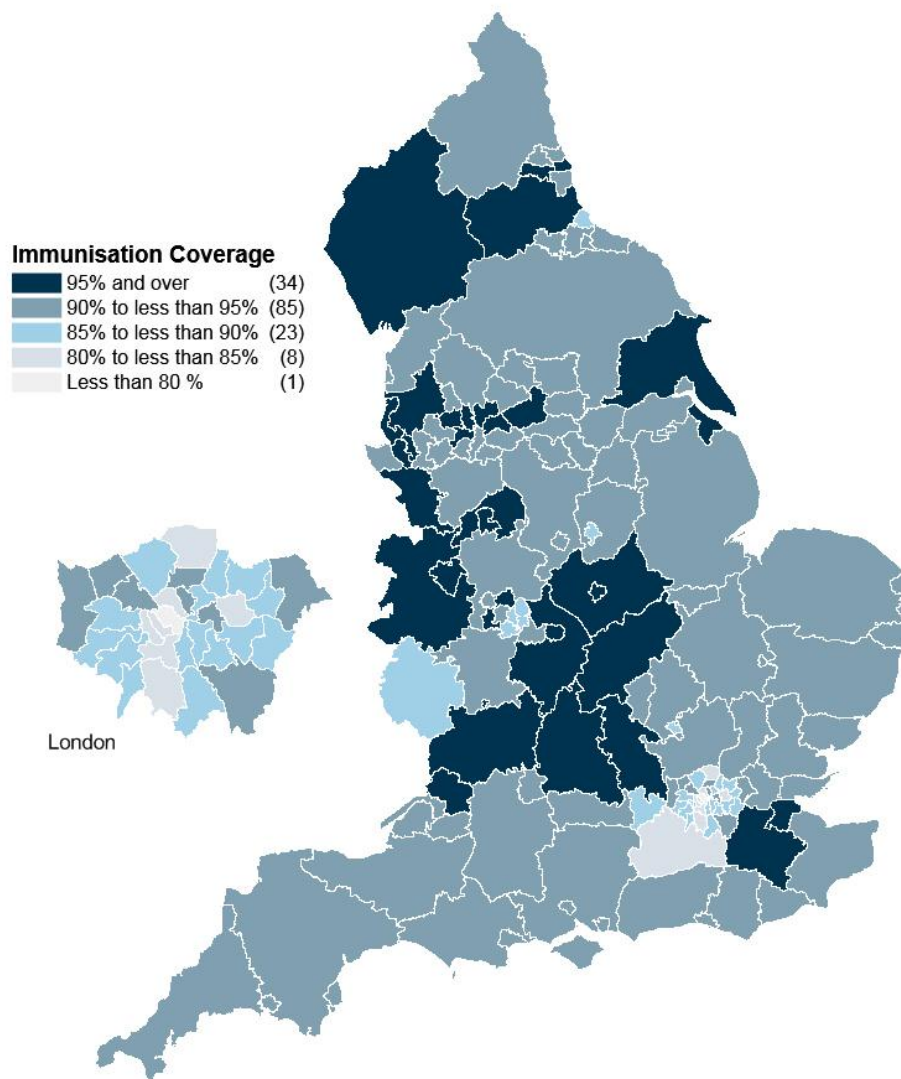 Immunisation Coverage
95% and over (34)
90% to less than 95% (85)
85% to less than 90% (23)
80% to less than 85% (8)
Less than 80 % (1)
London